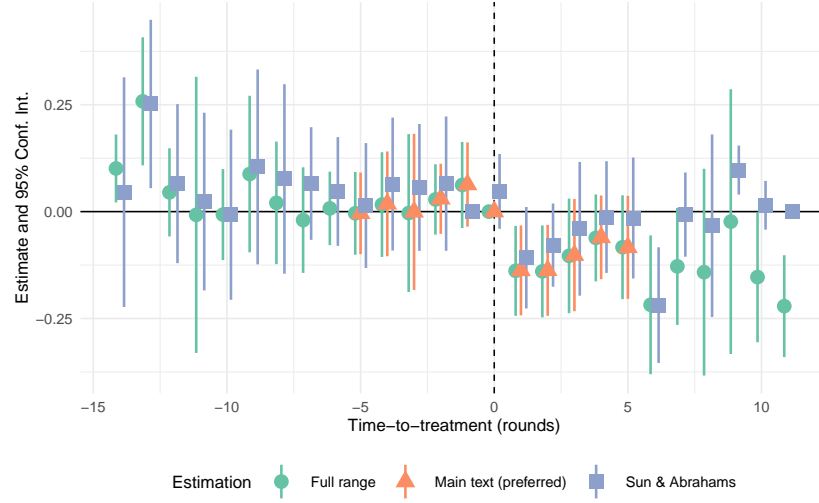 Estimate and 95% Conf. Int.
0.25
0.00
−0.25
−15
−10
−5
0
5
10
Time−to−treatment (rounds)
Estimation
Full range
Main text (preferred)
Sun & Abrahams